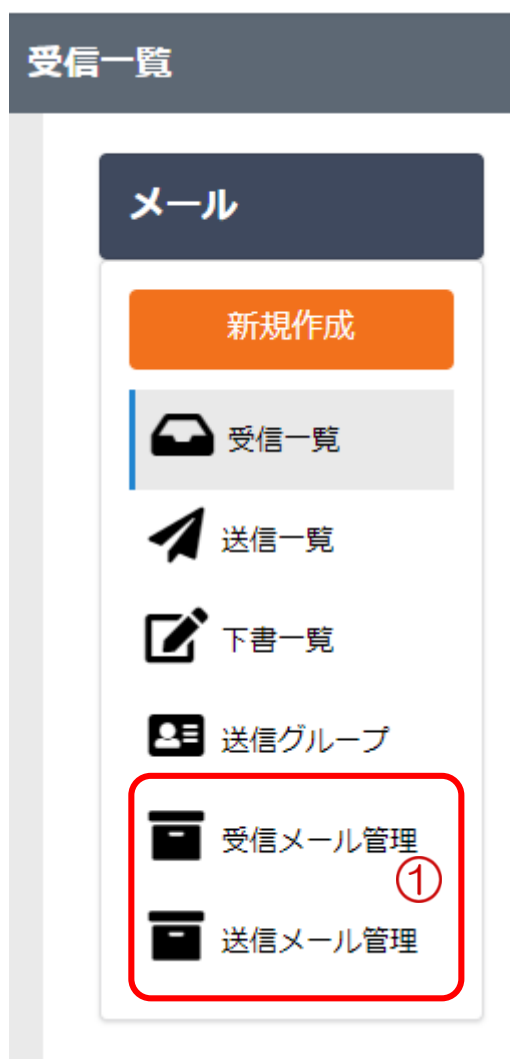 受信一覧
メール
新規作成
受信一覧
送信一覧
下書一覧
送信グループ
受信メール管理
①
送信メール管理